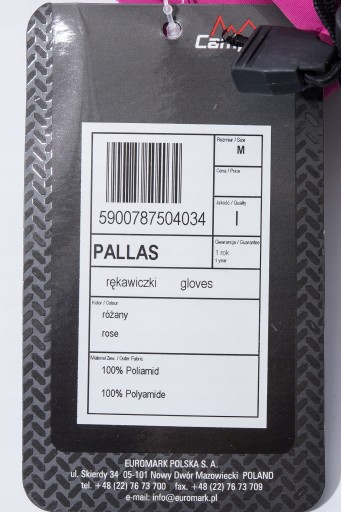 Rozmiar / Size
M
Cena / Price
5900787504034
Jakość / Quality
I
PALLAS
Gwarancja / Guarantee
1 rok
1 year
rękawiczki gloves
Kolor / Colour
różany
rose
Materiał Zew. / Outer Fabric
100% Poliamid
100% Polyamide
EUROMARK POLSKA S. A.
ul. Skierdy 34 05-101 Nowy Dwór Mazowiecki POLAND
tel. +48 (22) 76 73 700 fax. +48 (22) 76 73 709
e-mail: info@euromark.pl